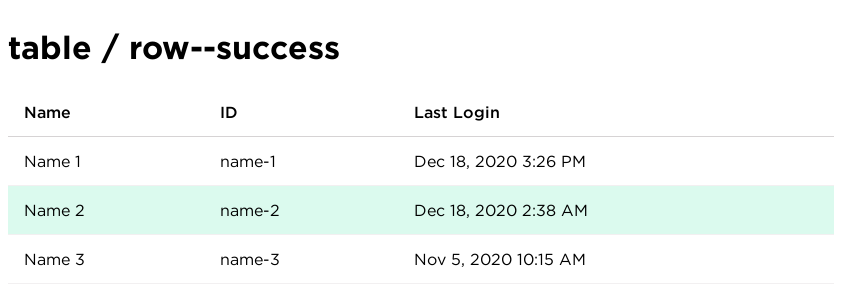 table / row--success
Name ID Last Login
Name 1 name-1 Dec 18, 2020 3:26 PM
Name 2 name-2 Dec 18, 2020 2:38 AM
Name 3 name-3 Nov 5, 2020 10:15 AM